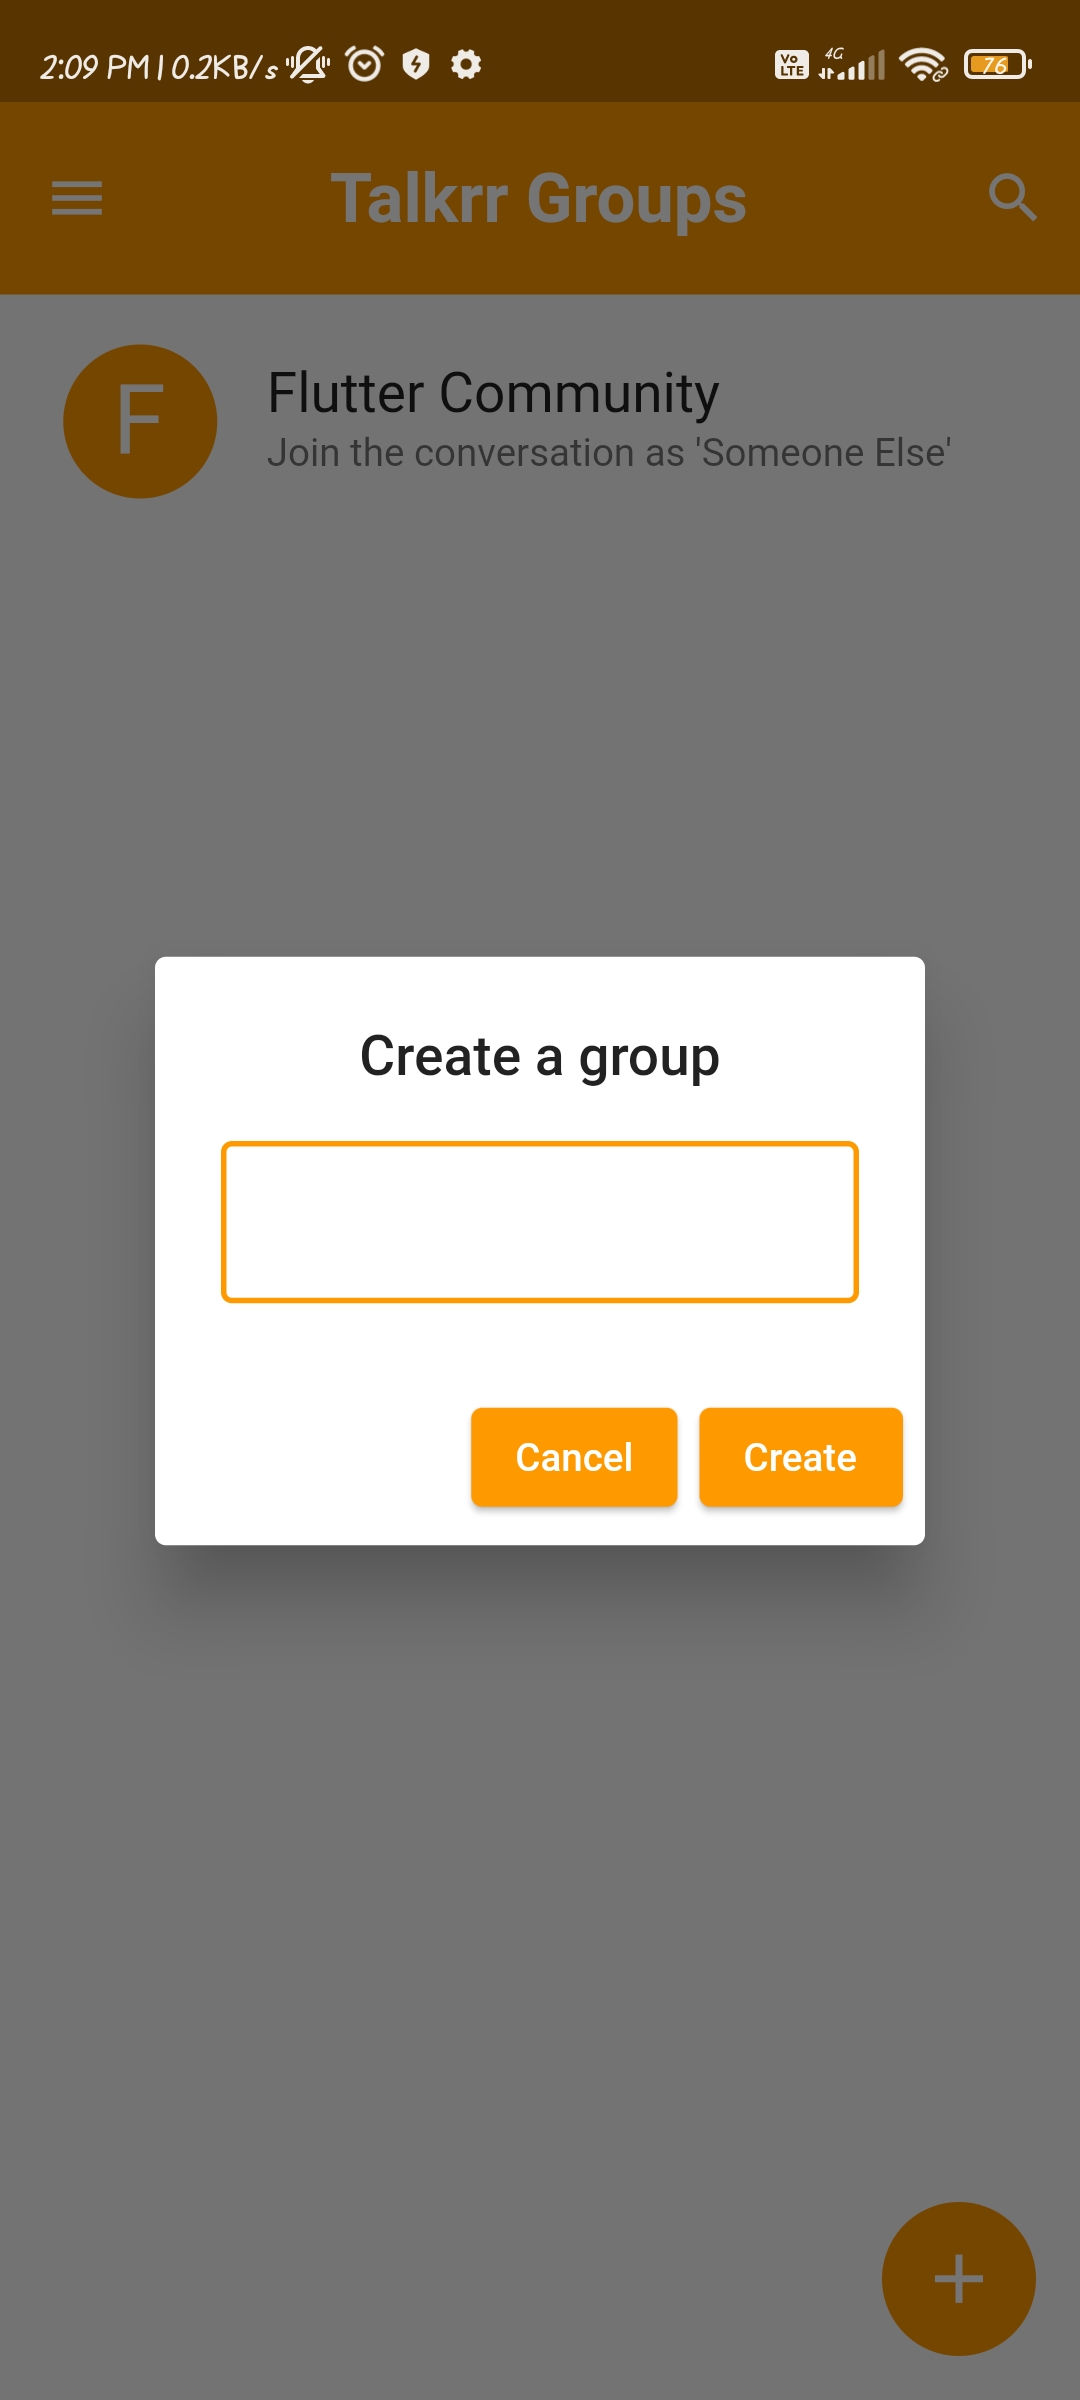 2:09 PM | 0.2KB/s Vo LTE 4G 76
Talkrr Groups
F
Flutter Community
Join the conversation as 'Someone Else'
Create a group
Cancel Create